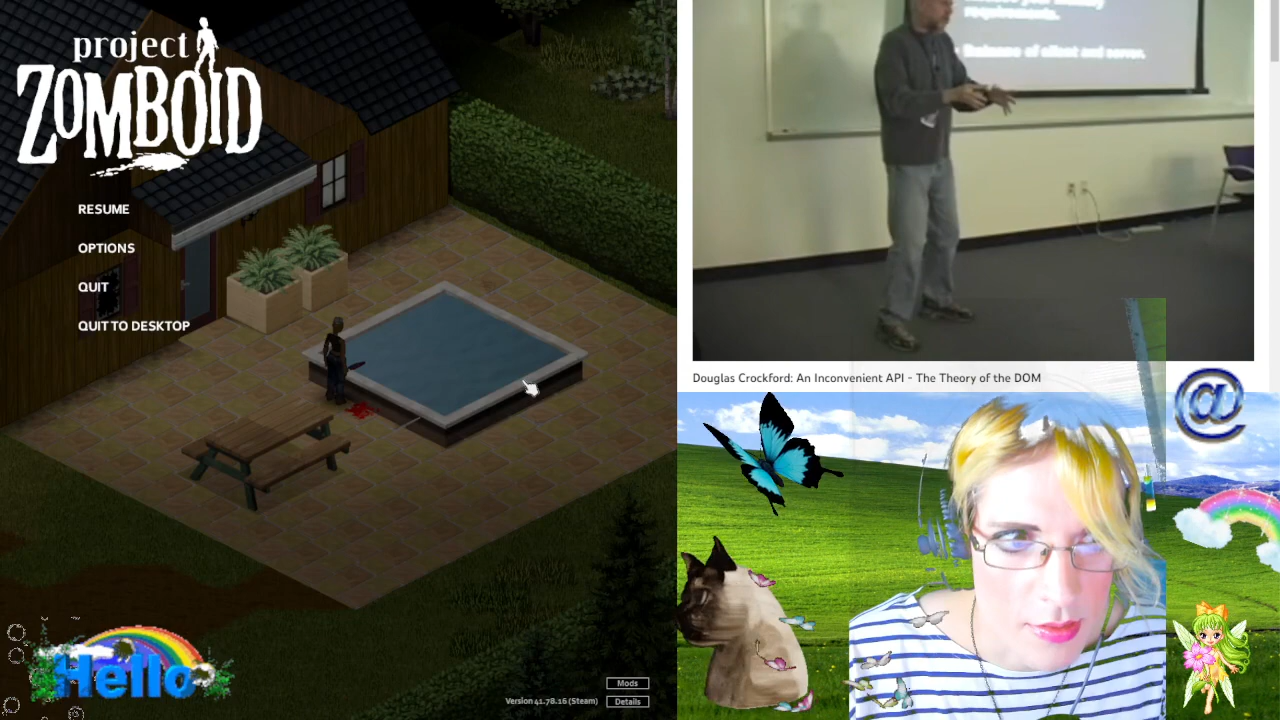 project
ZOMBOID
RESUME
OPTIONS
QUIT
QUIT TO DESKTOP
Hello
Version 41.78.16 (Steam)
Mods
Details
requirements.
Balance of client and server.
Douglas Crockford: An Inconvenient API - The Theory of the DOM
@